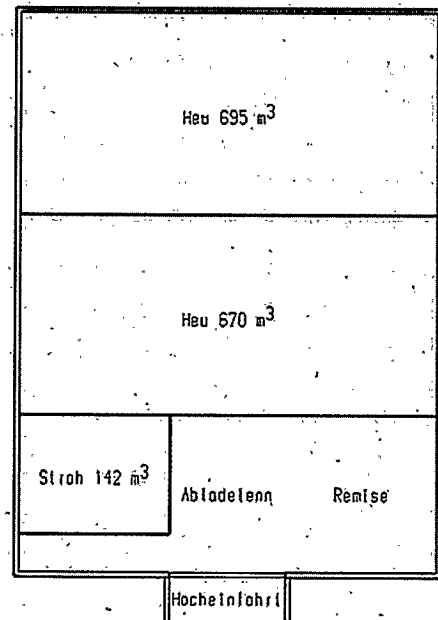 Heu 695 m³
Heu 670 m³
Stroh 142 m³
Abladetenn Remise
Hocheinfahrt